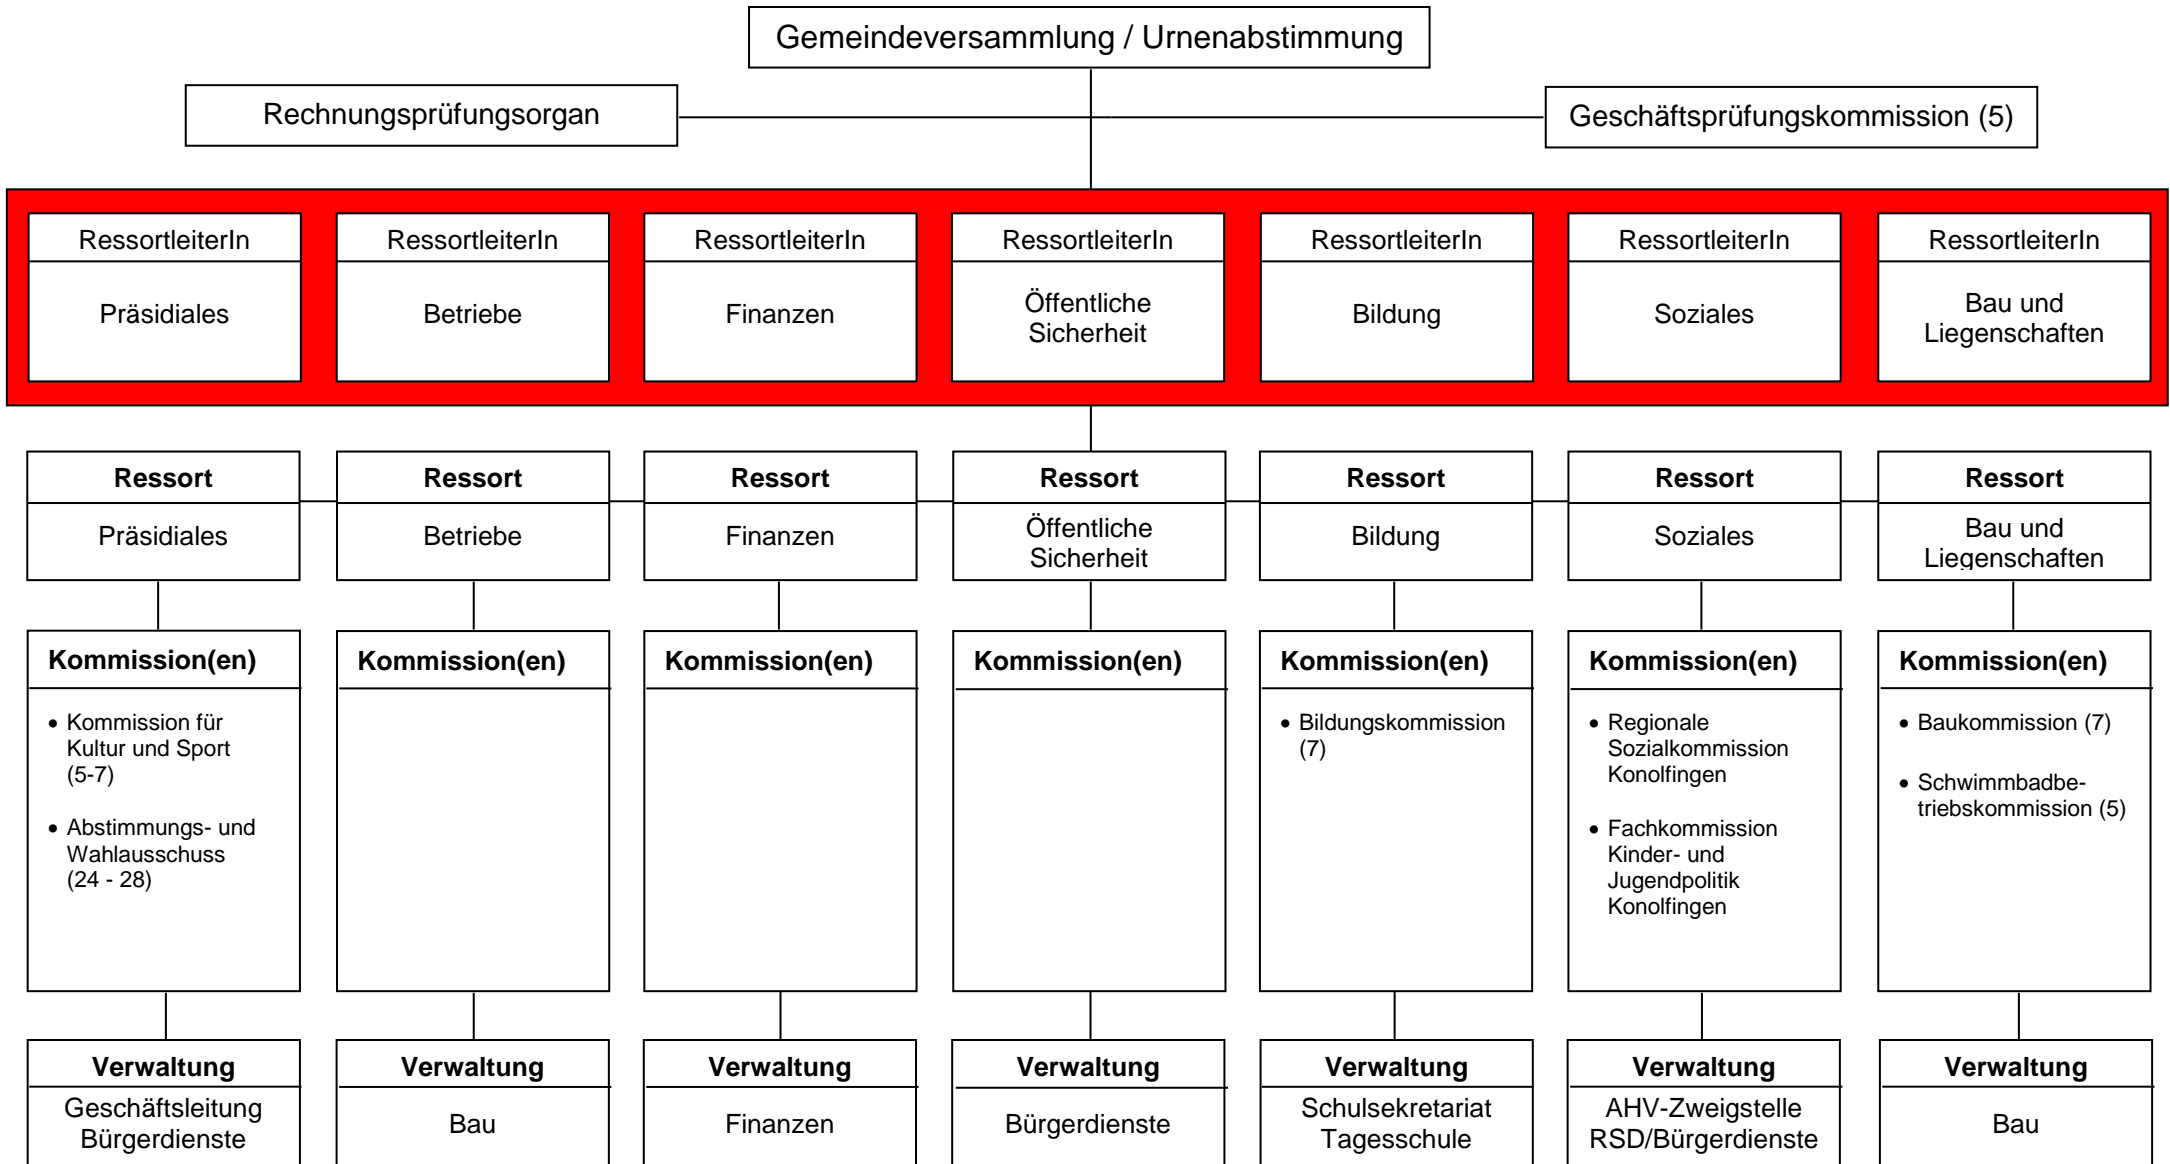 Gemeindeversammlung / Urnenabstimmung
Rechnungsprüfungsorgan
Geschäftsprüfungskommission (5)
RessortleiterIn
Präsidiales
RessortleiterIn
Betriebe
RessortleiterIn
Finanzen
RessortleiterIn
Öffentliche
Sicherheit
RessortleiterIn
Bildung
RessortleiterIn
Soziales
RessortleiterIn
Bau und
Liegenschaften
Ressort
Präsidiales
Ressort
Betriebe
Ressort
Finanzen
Ressort
Öffentliche
Sicherheit
Ressort
Bildung
Ressort
Soziales
Ressort
Bau und
Liegenschaften
Kommission(en)
• Kommission für
Kultur und Sport
(5-7)
• Abstimmungs- und
Wahlausschuss
(24 - 28)
Kommission(en)
Kommission(en)
Kommission(en)
Kommission(en)
• Bildungskommission
(7)
Kommission(en)
• Regionale
Sozialkommission
Konolfingen
• Fachkommission
Kinder- und
Jugendpolitik
Konolfingen
Kommission(en)
• Baukommission (7)
• Schwimmbadbe-
triebskommission (5)
Verwaltung
Geschäftsleitung
Bürgerdienste
Verwaltung
Bau
Verwaltung
Finanzen
Verwaltung
Bürgerdienste
Verwaltung
Schulsekretariat
Tagesschule
Verwaltung
AHV-Zweigstelle
RSD/Bürgerdienste
Verwaltung
Bau